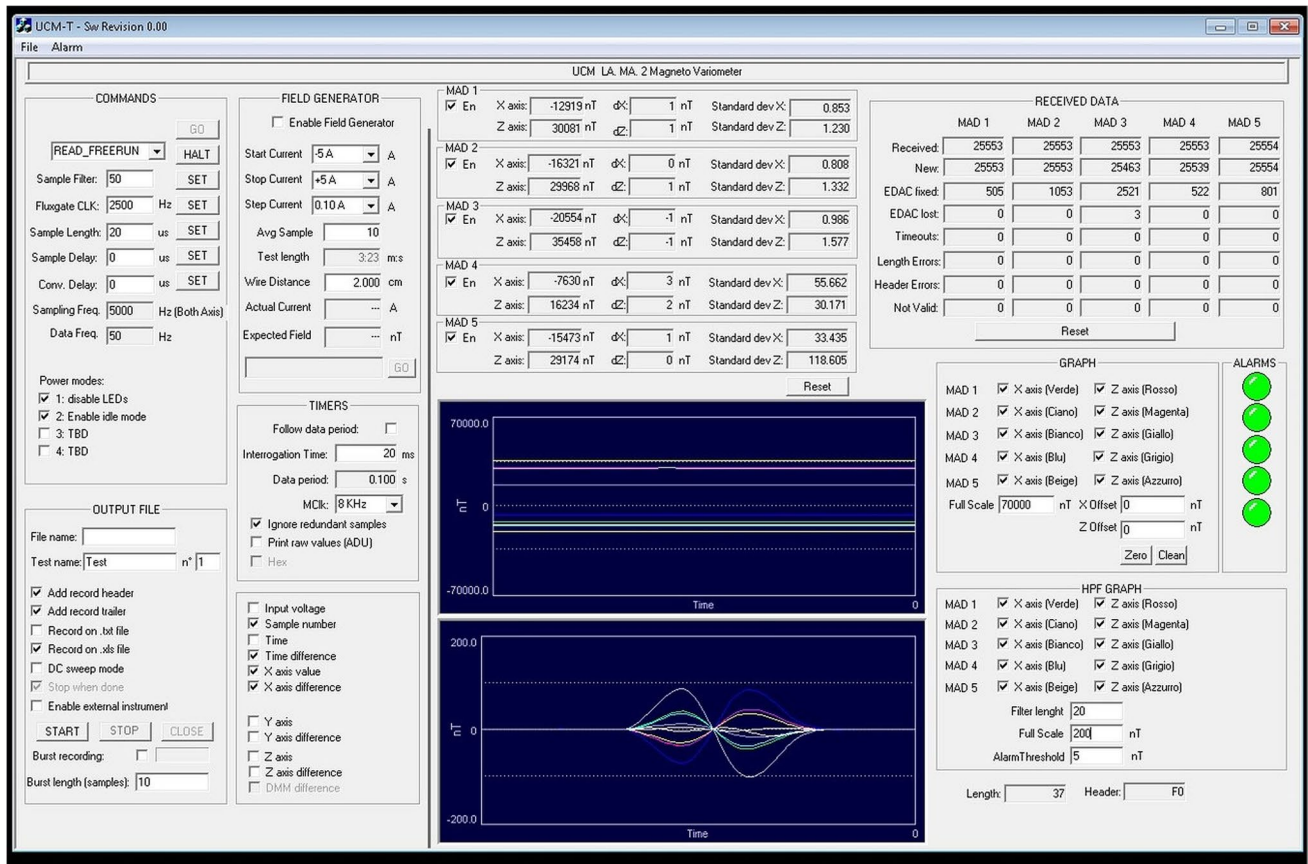 UCM-T - Sw Revision 0.00
File Alarm
UCM LA. MA. 2 Magneto Variometer
COMMANDS
GO
READ_FREERUN HALT
Sample Filter: 50 SET
Fluxgate CLK: 2500 Hz SET
Sample Length: 20 us SET
Sample Delay: 0 us SET
Conv. Delay: 0 us SET
Sampling Freq. 5000 Hz (Both Axis)
Data Freq. 50 Hz
Power modes:
1: disable LEDs
2: Enable idle mode
3: TBD
4: TBD
OUTPUT FILE
File name:
Test name: Test n° 1
Add record header
Add record trailer
Record on .txt file
Record on .xls file
DC sweep mode
Stop when done
Enable external instrument
START STOP CLOSE
Burst recording:
Burst length (samples): 10
FIELD GENERATOR
Enable Field Generator
Start Current -5 A A
Stop Current +5 A A
Step Current 0.10 A A
Avg Sample 10
Test length 3:23 m:s
Wire Distance 2.000 cm
Actual Current --- A
Expected Field --- nT
GO
TIMERS
Follow data period:
Interrogation Time: 20 ms
Data period: 0.100 s
MClk: 8 KHz
Ignore redundant samples
Print raw values (ADU)
Hex
Input voltage
Sample number
Time
Time difference
X axis value
X axis difference
Y axis
Y axis difference
Z axis
Z axis difference
DMM difference
MAD 1
En X axis: -12919 nT dX: 1 nT Standard dev X: 0.853
Z axis: 30081 nT dZ: 1 nT Standard dev Z: 1.230
MAD 2
En X axis: -16321 nT dX: 0 nT Standard dev X: 0.808
Z axis: 29968 nT dZ: 1 nT Standard dev Z: 1.332
MAD 3
En X axis: -20554 nT dX: -1 nT Standard dev X: 0.986
Z axis: 35458 nT dZ: -1 nT Standard dev Z: 1.577
MAD 4
En X axis: -7630 nT dX: 3 nT Standard dev X: 55.662
Z axis: 16234 nT dZ: 2 nT Standard dev Z: 30.171
MAD 5
En X axis: -15473 nT dX: 1 nT Standard dev X: 33.435
Z axis: 29174 nT dZ: 0 nT Standard dev Z: 118.605
Reset
70000.0
nT 0
-70000.0
Time 0
200.0
nT 0
-200.0
Time 0
RECEIVED DATA
MAD 1 MAD 2 MAD 3 MAD 4 MAD 5
Received: 25553 25553 25553 25553 25554
New: 25553 25553 25463 25539 25554
EDAC fixed: 505 1053 2521 522 801
EDAC lost: 0 0 3 0 0
Timeouts: 0 0 0 0 0
Length Errors: 0 0 0 0 0
Header Errors: 0 0 0 0 0
Not Valid: 0 0 0 0 0
Reset
GRAPH
MAD 1 X axis (Verde) Z axis (Rosso)
MAD 2 X axis (Ciano) Z axis (Magenta)
MAD 3 X axis (Bianco) Z axis (Giallo)
MAD 4 X axis (Blu) Z axis (Grigio)
MAD 5 X axis (Beige) Z axis (Azzurro)
Full Scale 70000 nT X Offset 0 nT
Z Offset 0 nT
Zero Clean
ALARMS
HPF GRAPH
MAD 1 X axis (Verde) Z axis (Rosso)
MAD 2 X axis (Ciano) Z axis (Magenta)
MAD 3 X axis (Bianco) Z axis (Giallo)
MAD 4 X axis (Blu) Z axis (Grigio)
MAD 5 X axis (Beige) Z axis (Azzurro)
Filter lenght 20
Full Scale 200 nT
AlarmThreshold 5 nT
Length: 37 Header: F0